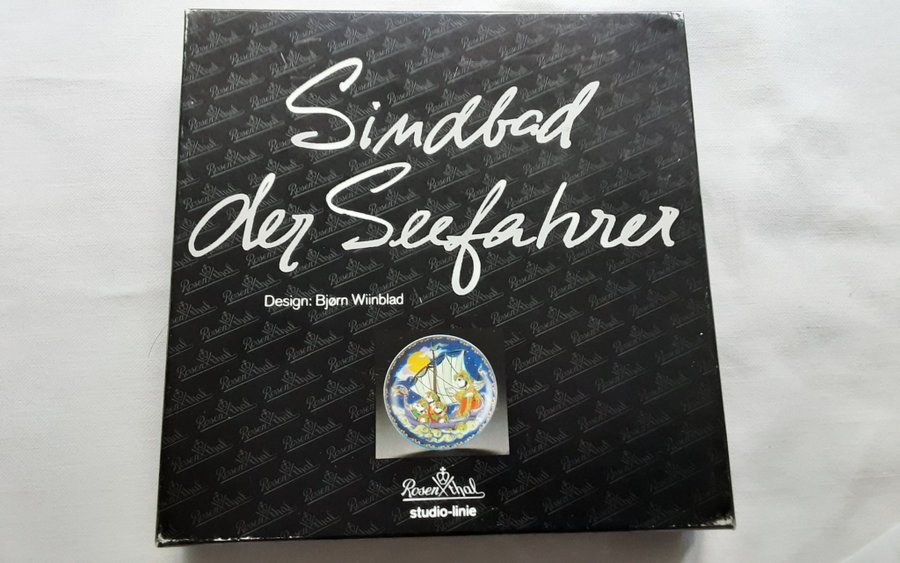 Sindbad
der Seefahrer
Design: Bjørn Wiinblad
Rosenthal
studio-linie